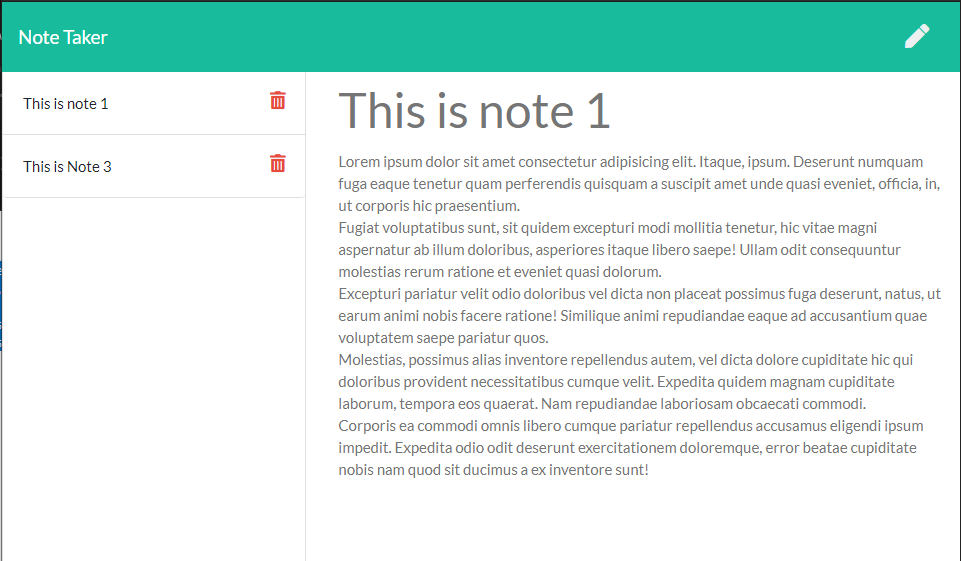 Note Taker
This is note 1
This is Note 3
This is note 1
Lorem ipsum dolor sit amet consectetur adipisicing elit. Itaque, ipsum. Deserunt numquam
fuga eaque tenetur quam perferendis quisquam a suscipit amet unde quasi eveniet, officia, in,
ut corporis hic praesentium.
Fugiat voluptatibus sunt, sit quidem excepturi modi mollitia tenetur, hic vitae magni
aspernatur ab illum doloribus, asperiores itaque libero saepe! Ullam odit consequuntur
molestias rerum ratione et eveniet quasi dolorum.
Excepturi pariatur velit odio doloribus vel dicta non placeat possimus fuga deserunt, natus, ut
earum animi nobis facere ratione! Similique animi repudiandae eaque ad accusantium quae
voluptatem saepe pariatur quos.
Molestias, possimus alias inventore repellendus autem, vel dicta dolore cupiditate hic qui
doloribus provident necessitatibus cumque velit. Expedita quidem magnam cupiditate
laborum, tempora eos quaerat. Nam repudiandae laboriosam obcaecati commodi.
Corporis ea commodi omnis libero cumque pariatur repellendus accusamus eligendi ipsum
impedit. Expedita odio odit deserunt exercitationem doloremque, error beatae cupiditate
nobis nam quod sit ducimus a ex inventore sunt!